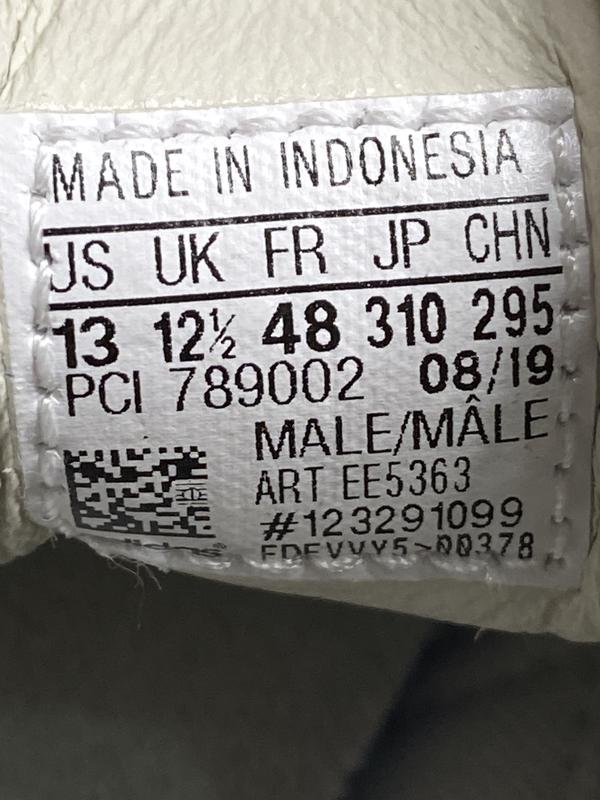 MADE IN INDONESIA
US UK FR JP CHN
13 12½ 48 310 295
PCI 789002 08/19
MALE/MÂLE
ART EE5363
#123291099